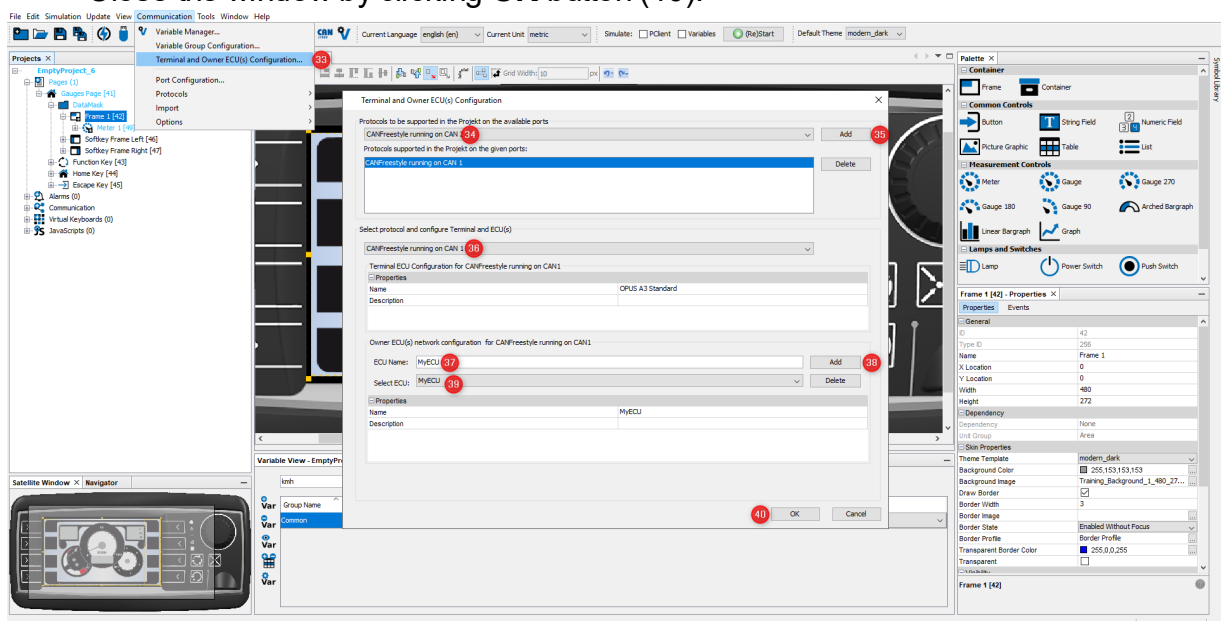 Close the window by clicking OK button (40).
File Edit Simulation Update View Communication Tools Window Help
Variable Manager...
Variable Group Configuration...
Terminal and Owner ECU(s) Configuration... 33
Port Configuration...
Protocols
Import
Options
CAN
Current Language english (en) Current Unit metric Simulate: PClient Variables (Re)Start Default Theme modern_dark
Grid Width: 10 px
Projects
EmptyProject_6
Pages (1)
Gauges Page [41]
DataMask
Frame 1 [42]
Meter 1 [49]
Softkey Frame Left [46]
Softkey Frame Right [47]
Function Key [43]
Home Key [44]
Escape Key [45]
Alarms (0)
Communication
Virtual Keyboards (0)
JavaScripts (0)
Terminal and Owner ECU(s) Configuration
Protocols to be supported in the Projekt on the available ports
CANFreestyle running on CAN 34 Add 35
Protocols supported in the Projekt on the given ports:
CANFreestyle running on CAN 1 Delete
Select protocol and configure Terminal and ECU(s)
CANFreestyle running on CAN 1 36
Terminal ECU Configuration for CANFreestyle running on CAN1
Properties
Name OPUS A3 Standard
Description
Owner ECU(s) network configuration for CANFreestyle running on CAN1
ECU Name: MyECU 37 Add 38
Select ECU: MyECU 39 Delete
Properties
Name MyECU
Description
40 OK Cancel
Variable View - EmptyPr
kmh
Group Name
Common
Var
Var
Var
Var
Satellite Window Navigator
Palette
Symbol Library
Container
Frame Container
Common Controls
Button String Field Numeric Field
Picture Graphic Table List
Measurement Controls
Meter Gauge Gauge 270
Gauge 180 Gauge 90 Arched Bargraph
Linear Bargraph Graph
Lamps and Switches
Lamp Power Switch Push Switch
Frame 1 [42] - Properties
Properties Events
General
ID 42
Type ID 256
Name Frame 1
X Location 0
Y Location 0
Width 480
Height 272
Dependency
Dependency None
Unit Group Area
Skin Properties
Theme Template modern_dark
Background Color 255,153,153,153
Background Image Training_Background_1_480_27...
Draw Border
Border Width 3
Border Image
Border State Enabled Without Focus
Border Profile Border Profile
Transparent Border Color 255,0,0,255
Transparent
Visibility
Frame 1 [42]